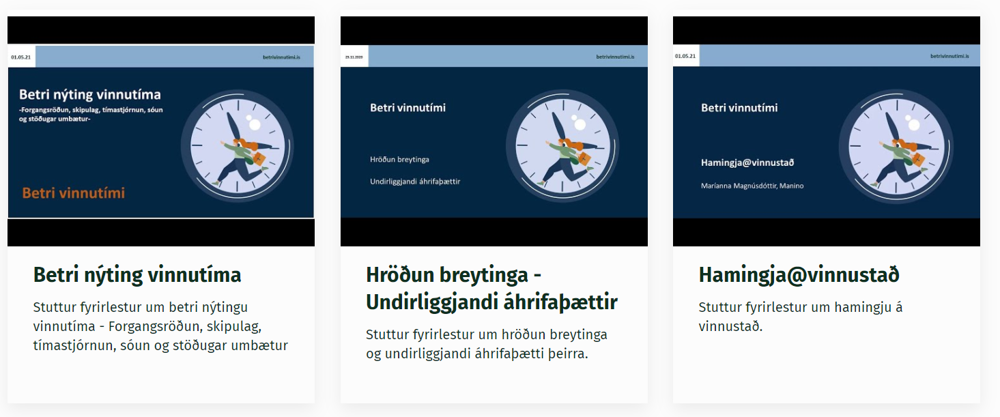 01.05.21
betrivinnutimi.is
Betri nýting vinnutíma
-Forgangsröðun, skipulag, tímastjórnun, sóun
og stöðugar umbætur-
Betri vinnutími
Betri nýting vinnutíma
Stuttur fyrirlestur um betri nýtingu
vinnutíma - Forgangsröðun, skipulag,
tímastjórnun, sóun og stöðugar umbætur
29.11.2020
betrivinnutimi.is
Betri vinnutími
Hröðun breytinga
Undirliggjandi áhrifaþættir
Hröðun breytinga -
Undirliggjandi áhrifaþættir
Stuttur fyrirlestur um hröðun breytinga
og undirliggjandi áhrifaþætti þeirra.
01.05.21
betrivinnutimi.is
Betri vinnutími
Hamingja@vinnustað
Maríanna Magnúsdóttir, Manino
Hamingja@vinnustað
Stuttur fyrirlestur um hamingju á
vinnustað.